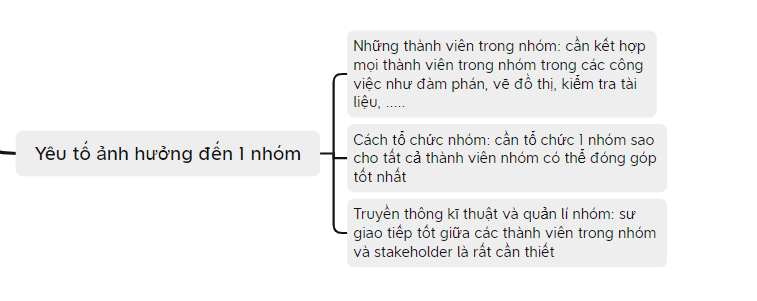 Những thành viên trong nhóm: cần kết hợp
mọi thành viên trong nhóm trong các công
việc như đàm phán, vẽ đồ thị, kiểm tra tài
liệu, .....
Yêu tố ảnh hưởng đến 1 nhóm
Cách tổ chức nhóm: cần tổ chức 1 nhóm sao
cho tất cả thành viên nhóm có thể đóng góp
tốt nhất
Truyền thông kĩ thuật và quản lí nhóm: sư
giao tiếp tốt giữa các thành viên trong nhóm
và stakeholder là rất cần thiết